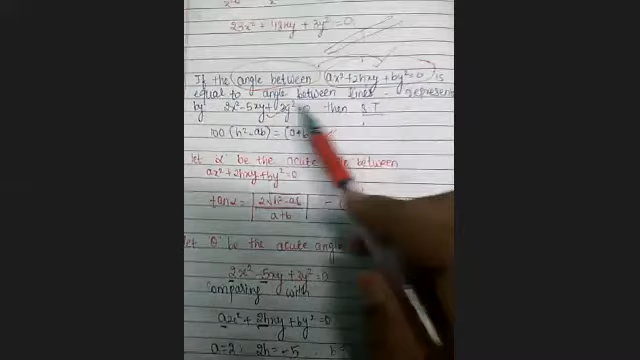 23x² + 48xy + 3y² = 0
If the angle between ax²+2hxy+by²=0 is
equal to angle between lines represent
by 2x²-5xy+3y²=0 then S.T
100(h²-ab) = (a+b
let α be the acute angle between
ax²+2hxy+by²=0
tanα = |2√h²-ab / a+b|
let θ be the acute angle
2x²-5xy+3y²=0
comparing with
ax²+2hxy+by²=0
a=2, 2h=-5